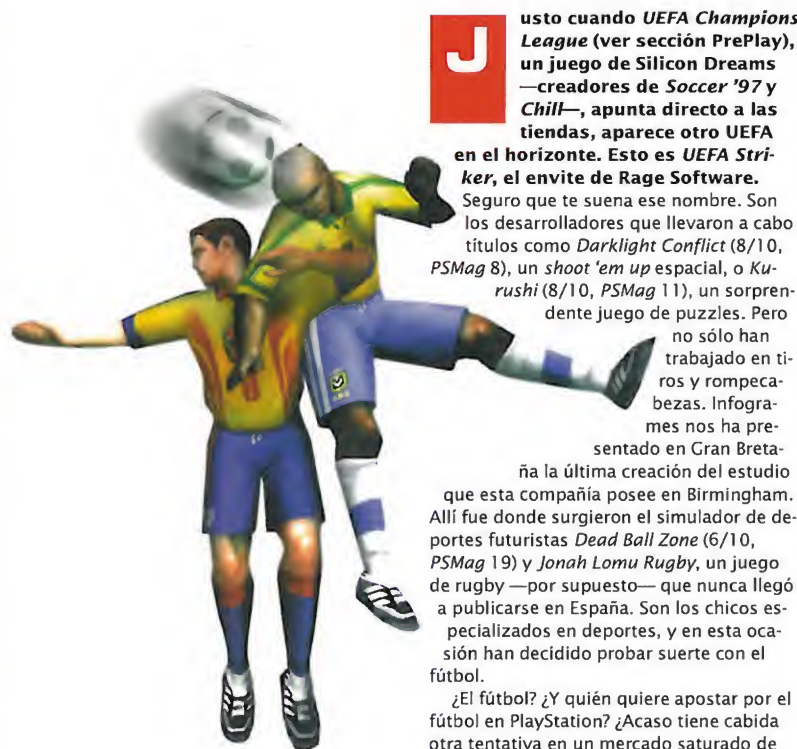 Justo cuando UEFA Champions
League (ver sección PrePlay),
un juego de Silicon Dreams
—creadores de Soccer '97 y
Chill—, apunta directo a las
tiendas, aparece otro UEFA
en el horizonte. Esto es UEFA Stri-
ker, el envite de Rage Software.
Seguro que te suena ese nombre. Son
los desarrolladores que llevaron a cabo
títulos como Darklight Conflict (8/10,
PSMag 8), un shoot 'em up espacial, o Ku-
rushi (8/10, PSMag 11), un sorpren-
dente juego de puzzles. Pero
no sólo han
trabajado en ti-
ros y rompeca-
bezas. Infogra-
mes nos ha pre-
sentado en Gran Breta-
ña la última creación del estudio
que esta compañía posee en Birmingham.
Allí fue donde surgieron el simulador de de-
portes futuristas Dead Ball Zone (6/10,
PSMag 19) y Jonah Lomu Rugby, un juego
de rugby —por supuesto— que nunca llegó
a publicarse en España. Son los chicos es-
pecializados en deportes, y en esta oca-
sión han decidido probar suerte con el
fútbol.
¿El fútbol? ¿Y quién quiere apostar por el
fútbol en PlayStation? ¿Acaso tiene cabida
otra tentativa en un mercado saturado de